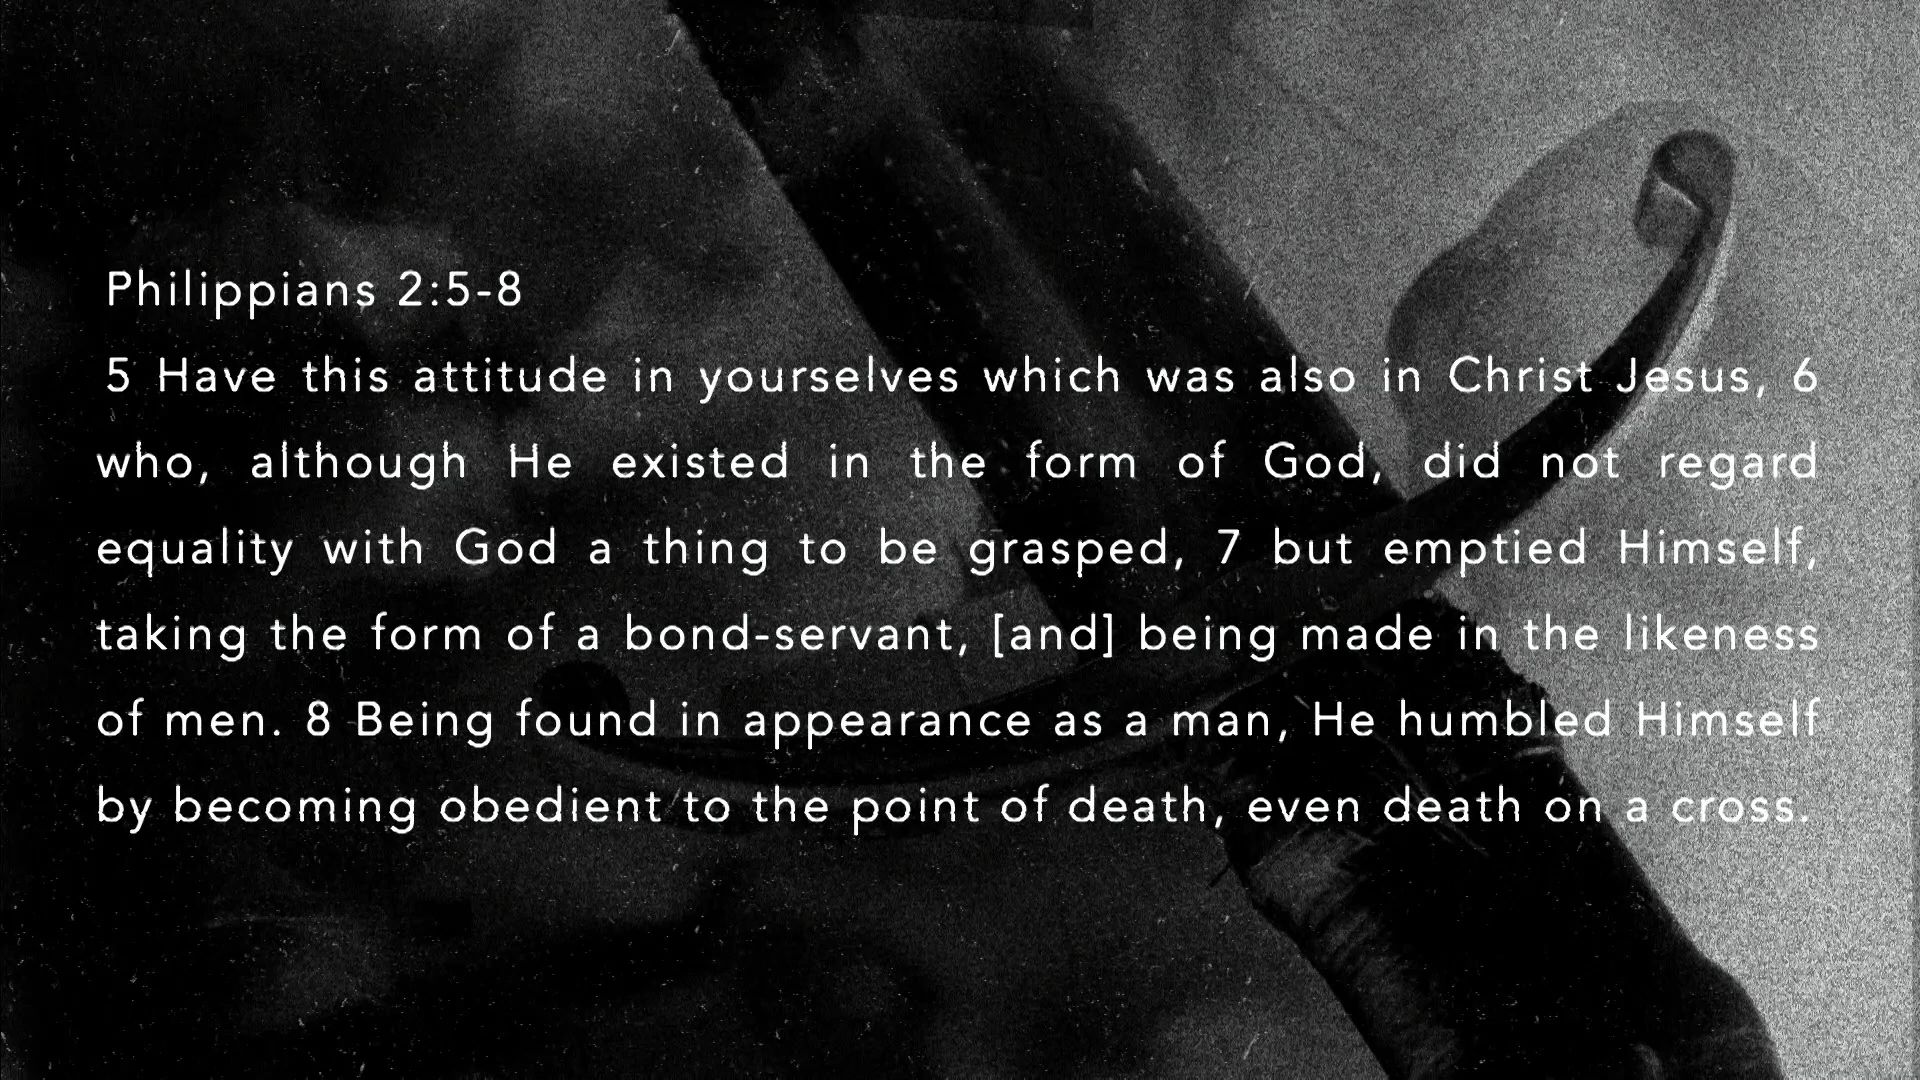 Philippians 2:5-8
5 Have this attitude in yourselves which was also in Christ Jesus, 6
who, although He existed in the form of God, did not regard
equality with God a thing to be grasped, 7 but emptied Himself,
taking the form of a bond-servant, [and] being made in the likeness
of men. 8 Being found in appearance as a man, He humbled Himself
by becoming obedient to the point of death, even death on a cross.